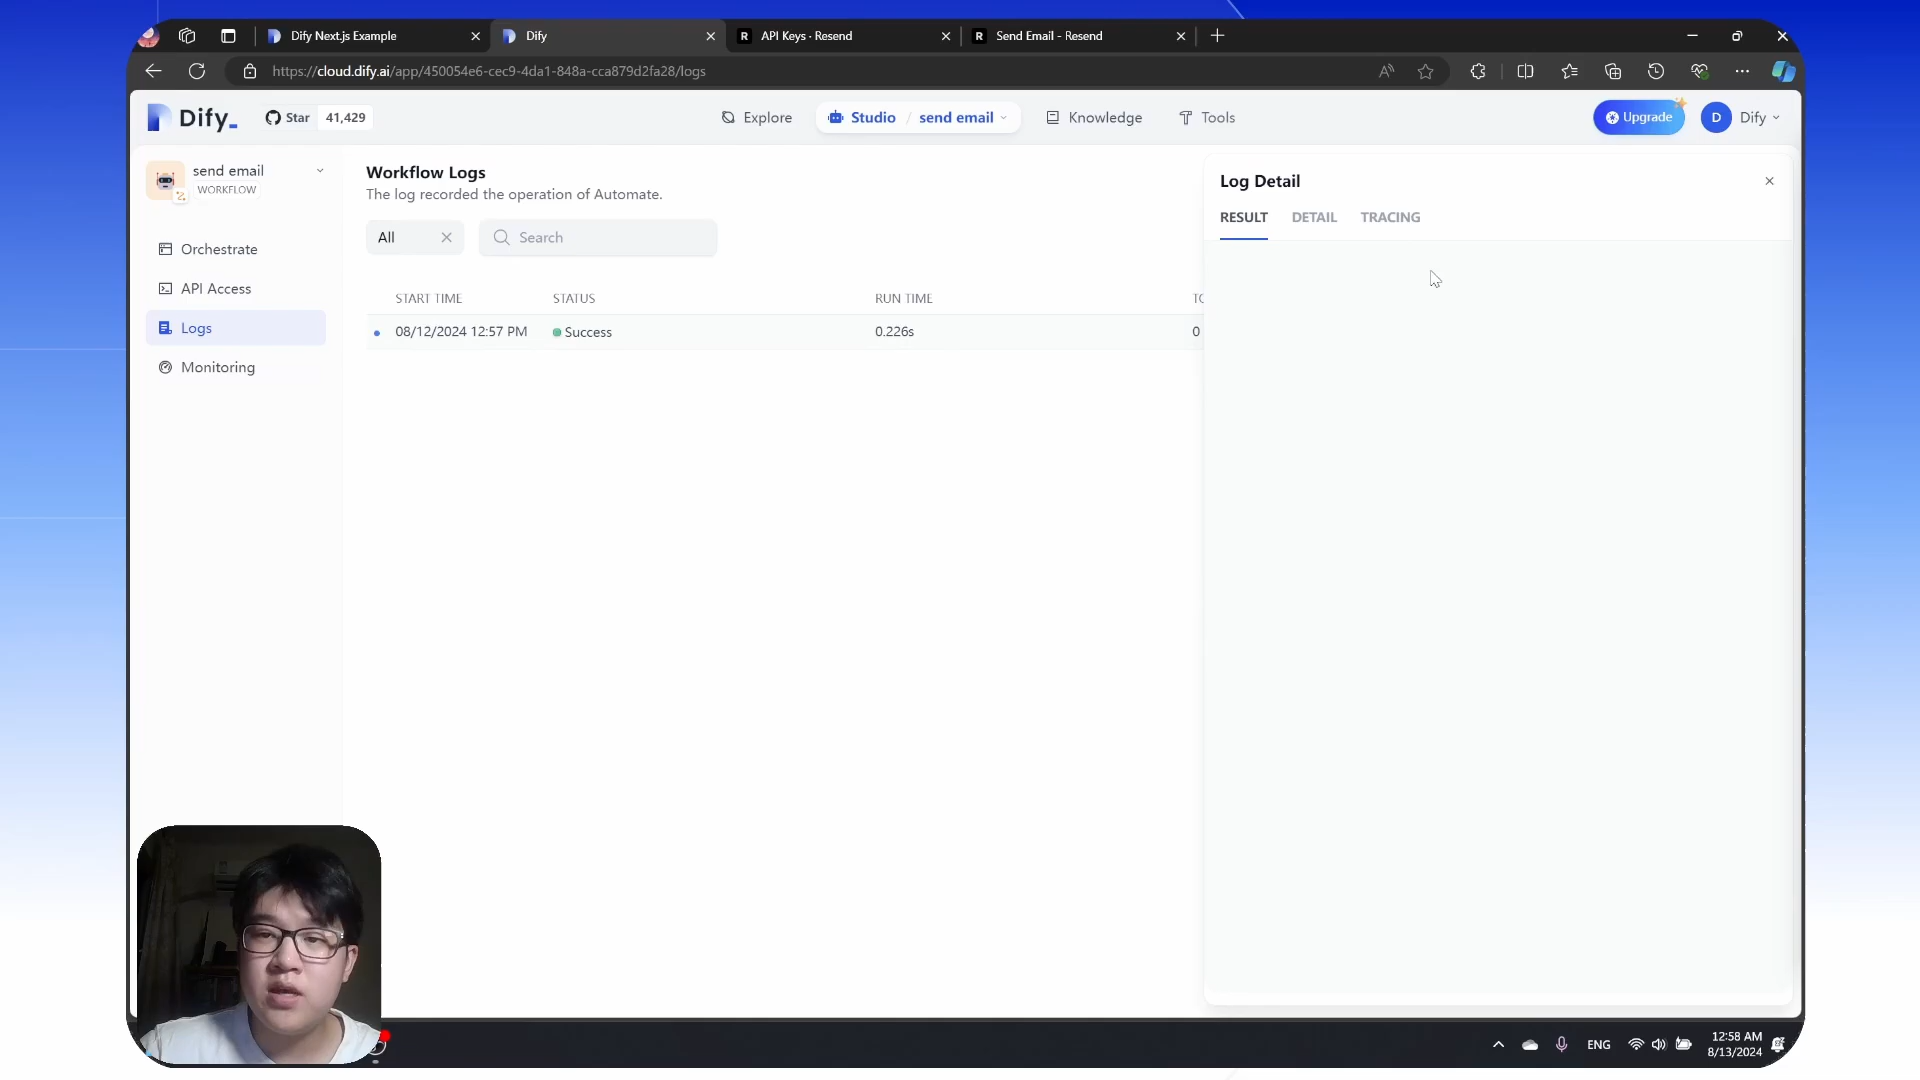 Dify Next.js Example
Dify
API Keys · Resend
Send Email - Resend
https://cloud.dify.ai/app/450054e6-cec9-4da1-848a-cca879d2fa28/logs
Dify_
Star 41,429
Explore
Studio / send email
Knowledge
Tools
Upgrade
D Dify
send email
WORKFLOW
Orchestrate
API Access
Logs
Monitoring
Workflow Logs
The log recorded the operation of Automate.
All
Search
START TIME STATUS RUN TIME TO
08/12/2024 12:57 PM Success 0.226s 0
Log Detail
RESULT DETAIL TRACING
ENG
12:58 AM
8/13/2024